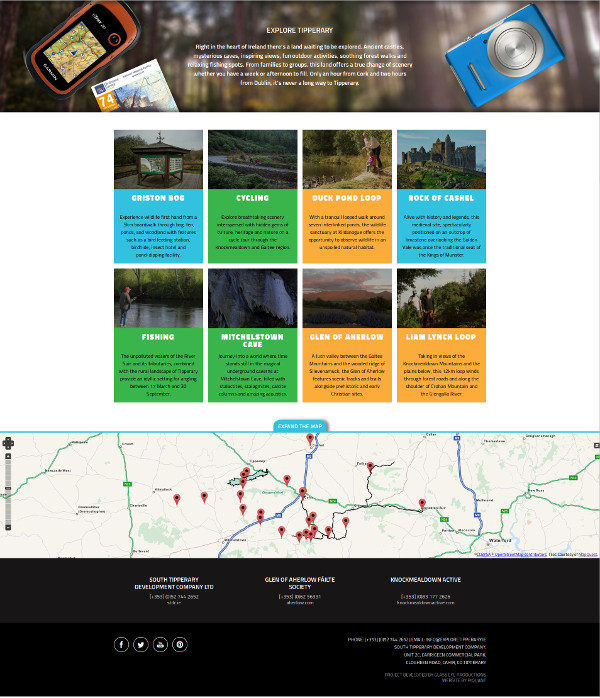 GARMIN
74
EXPLORE TIPPERARY
Right in the heart of Ireland there's a land waiting to be explored. Ancient castles,
mysterious caves, inspiring views, fun outdoor activities, soothing forest walks and
relaxing fishing spots. From families to groups, this land offers a true change of scenery
whether you have a week or afternoon to fill. Only an hour from Cork and two hours
from Dublin, it's never a long way to Tipperary.
GRISTON BOG
Experience wildlife first hand from a
boardwalk through bog, fen,
ponds, and woodland with features
such as a bird feeding station,
birdhide, insect hotel and
pond dipping facility.
CYCLING
Explore breathtaking scenery
interspersed with hidden gems of
culture, heritage and nature on a
cycle tour through the
Knockmealdown and Galtee region.
DUCK POND LOOP
With a tranquil looped walk around
seven interlinked ponds, the wildlife
sanctuary at Kildanogue offers the
opportunity to observe wildlife in an
unspoiled natural habitat.
ROCK OF CASHEL
Alive with history and legends, this
medieval site, spectacularly
positioned on an outcrop of
limestone overlooking the Golden
Vale was once the traditional seat of
the Kings of Munster.
FISHING
The unpolluted waters of the River
Suir and its tributaries, combined
with the rural landscape of Tipperary
provide an idyllic setting for angling
between 17 March and 30
September.
MITCHELSTOWN
CAVE
Journey into a world where time
stands still in the magical
underground caverns at
Mitchelstown Cave, filled with
stalactites, stalagmites, calcite
columns and amazing acoustics.
GLEN OF AHERLOW
A lush valley between the Galtee
Mountains and the wooded ridge of
Slievenamuck, the Glen of Aherlow
features scenic tracks and trails
alongside prehistoric and early
Christian sites.
LIAM LYNCH LOOP
Taking in views of the
Knockmealdown Mountains and the
plains below, this 12km loop winds
through forest roads and along the
shoulder of Crohan Mountain and
the Glengalla River.
EXPAND THE MAP
Tipperary
Waterford
SOUTH TIPPERARY
DEVELOPMENT COMPANY LTD
[+353] (0)52 744 2652
stdc.ie
GLEN OF AHERLOW FÁILTE
SOCIETY
[+353] (0)62 56331
aherlow.com
KNOCKMEALDOWN ACTIVE
[+353] (0)83 177 2626
knockmealdownactive.com
PHONE: [+353] (0)52 744 2652 | EMAIL: INFO@EXPLORETIPPERARY.IE
SOUTH TIPPERARY DEVELOPMENT COMPANY,
UNIT 2C, CARRIGEEN COMMERCIAL PARK,
CLOGHEEN ROAD, CAHIR, CO TIPPERARY
PROJECT DEVELOPED BY GLASS EYE PRODUCTIONS
WEBSITE BY PIQUANT